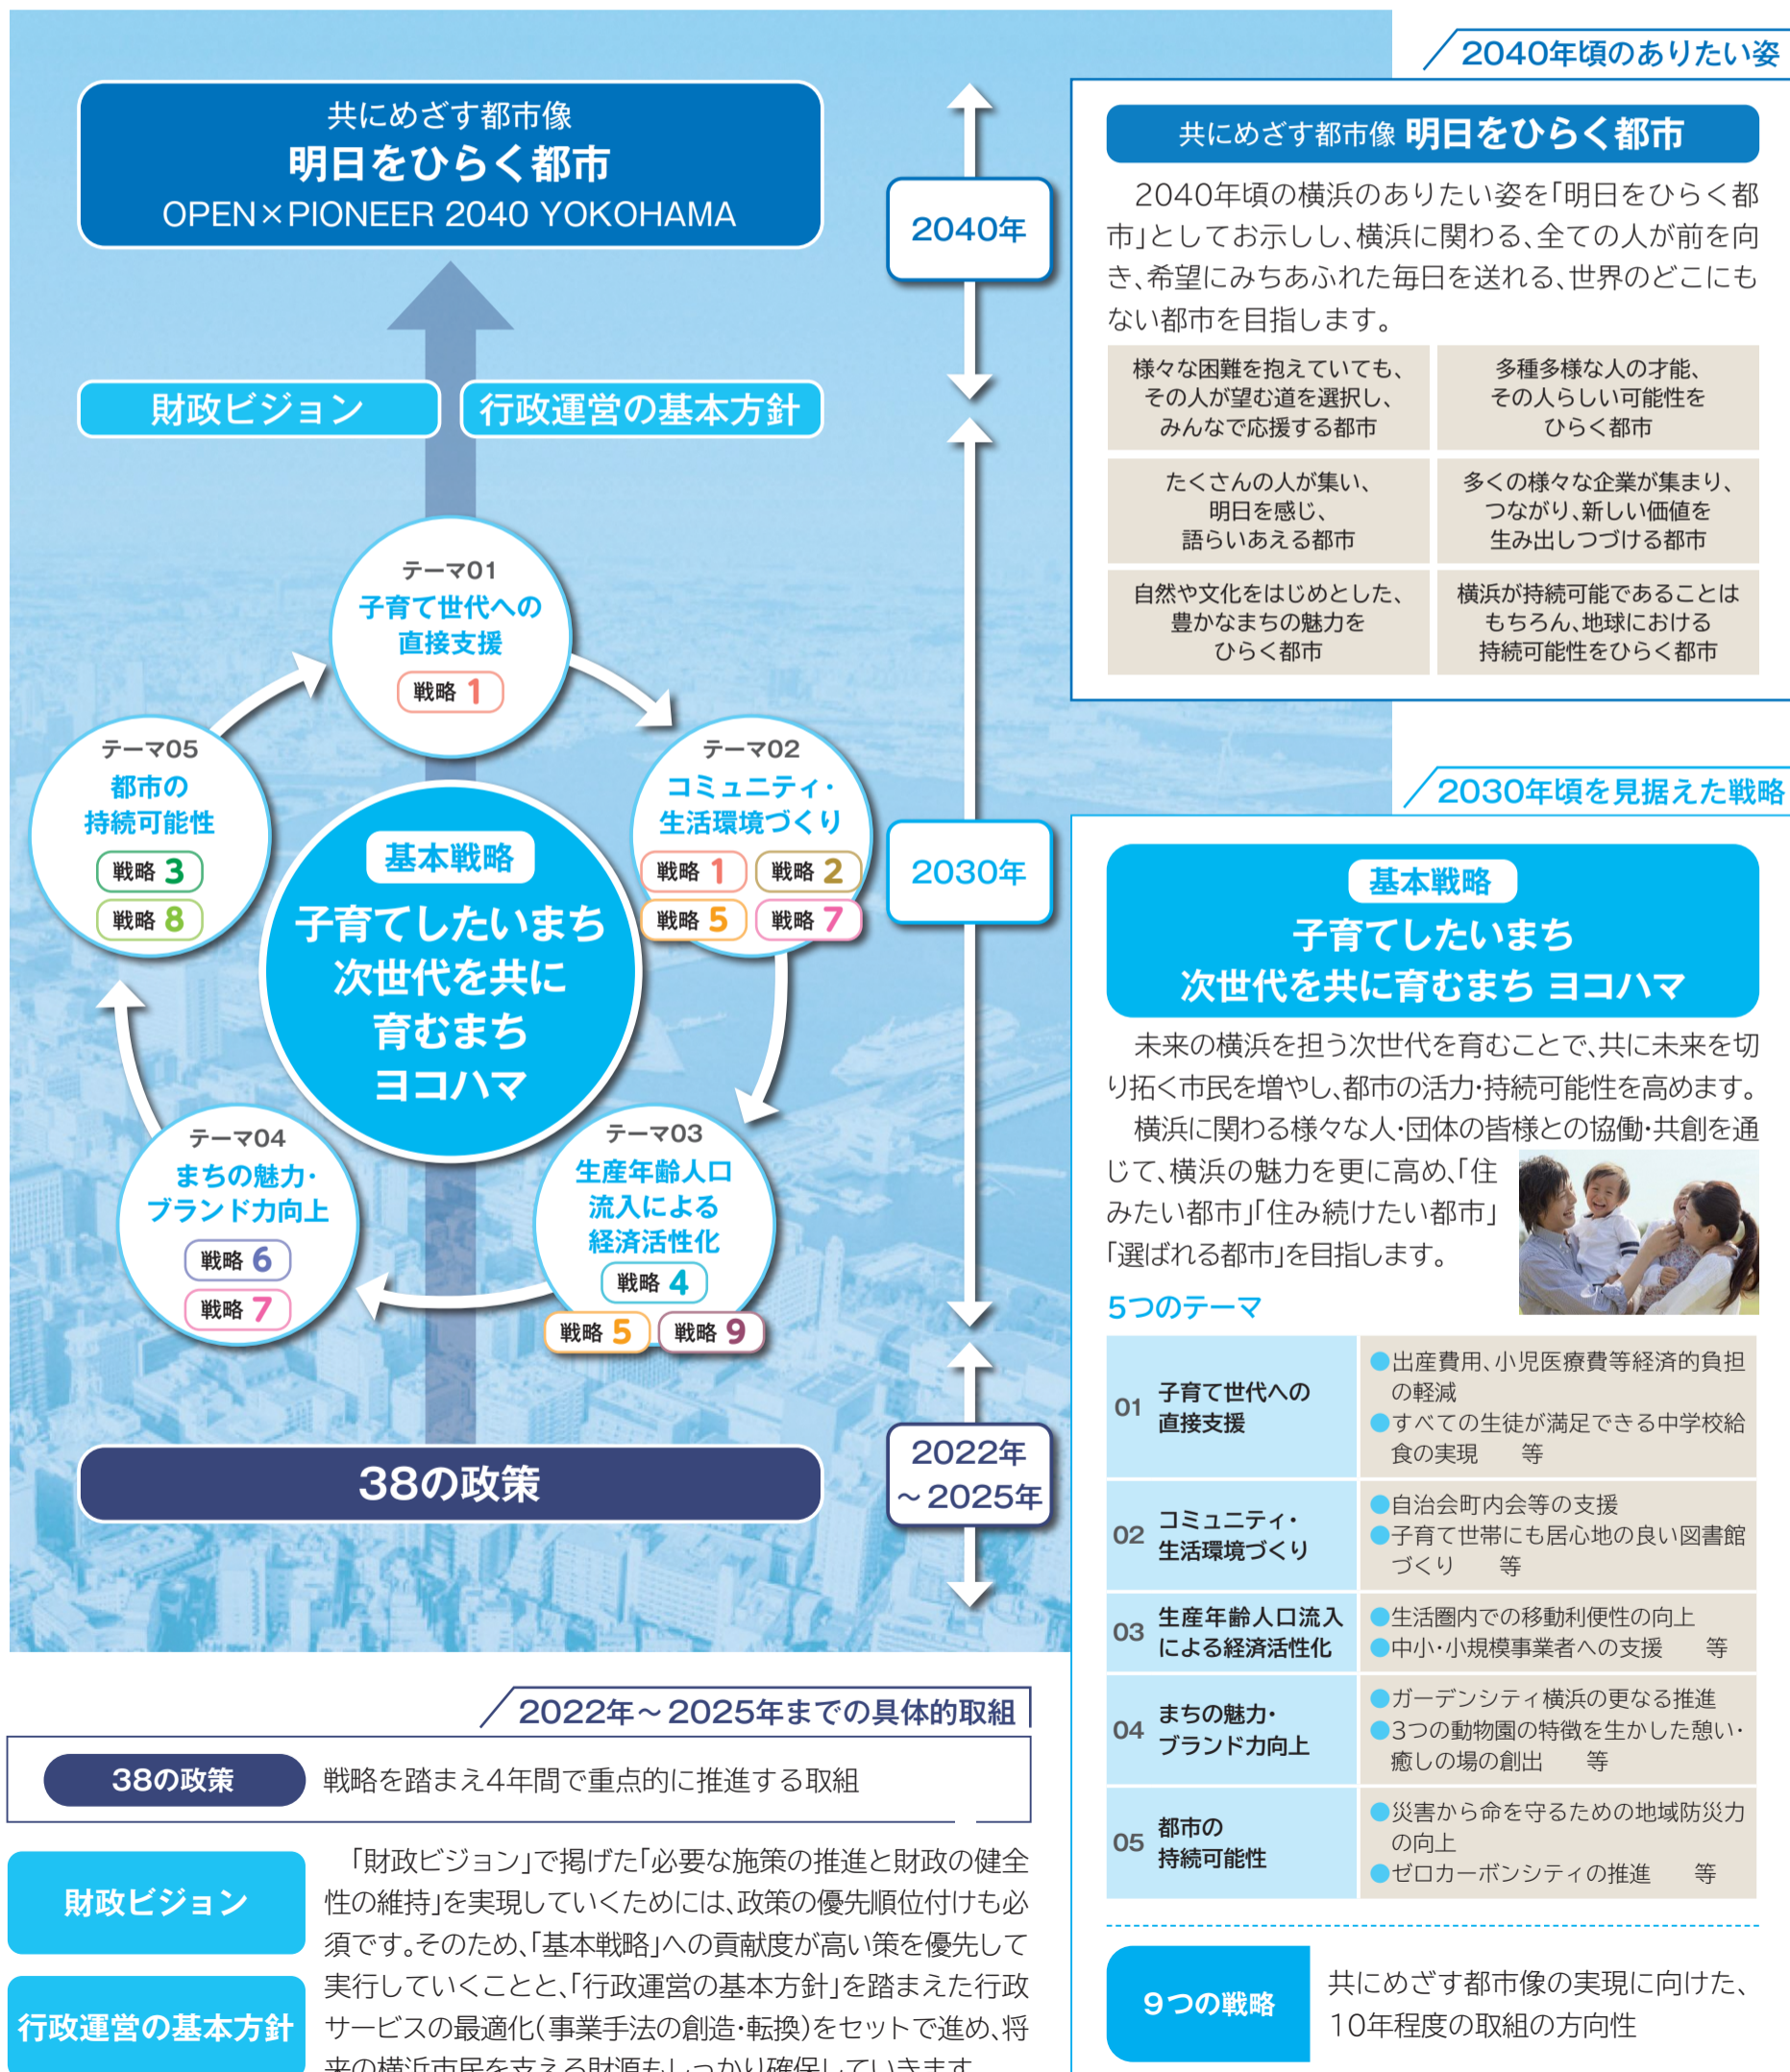 共にめざす都市像
明日をひらく都市
OPEN×PIONEER 2040 YOKOHAMA
財政ビジョン
行政運営の基本方針
テーマ01
子育て世代への
直接支援
戦略 1
テーマ02
コミュニティ・
生活環境づくり
戦略 1 戦略 2
戦略 5 戦略 7
テーマ03
生産年齢人口
流入による
経済活性化
戦略 4
戦略 5 戦略 9
テーマ04
まちの魅力・
ブランド力向上
戦略 6
戦略 7
テーマ05
都市の
持続可能性
戦略 3
戦略 8
基本戦略
子育てしたいまち
次世代を共に
育むまち
ヨコハマ
38の政策
2040年
2030年
2022年
～2025年
2040年頃のありたい姿
共にめざす都市像 明日をひらく都市
2040年頃の横浜のありたい姿を「明日をひらく都
市」としてお示しし、横浜に関わる、全ての人が前を向
き、希望にみちあふれた毎日を送れる、世界のどこにも
ない都市を目指します。
様々な困難を抱えていても、
その人が望む道を選択し、
みんなで応援する都市
多種多様な人の才能、
その人らしい可能性を
ひらく都市
たくさんの人が集い、
明日を感じ、
語らいあえる都市
多くの様々な企業が集まり、
つながり、新しい価値を
生み出しつづける都市
自然や文化をはじめとした、
豊かなまちの魅力を
ひらく都市
横浜が持続可能であることは
もちろん、地球における
持続可能性をひらく都市
2030年頃を見据えた戦略
基本戦略
子育てしたいまち
次世代を共に育むまち ヨコハマ
未来の横浜を担う次世代を育むことで、共に未来を切
り拓く市民を増やし、都市の活力・持続可能性を高めます。
横浜に関わる様々な人・団体の皆様との協働・共創を通
じて、横浜の魅力を更に高め、「住
みたい都市」「住み続けたい都市」
「選ばれる都市」を目指します。
5つのテーマ
01 子育て世代への
直接支援
●出産費用、小児医療費等経済的負担
の軽減
●すべての生徒が満足できる中学校給
食の実現　等
02 コミュニティ・
生活環境づくり
●自治会町内会等の支援
●子育て世帯にも居心地の良い図書館
づくり　等
03 生産年齢人口流入
による経済活性化
●生活圏内での移動利便性の向上
●中小・小規模事業者への支援　等
04 まちの魅力・
ブランド力向上
●ガーデンシティ横浜の更なる推進
●3つの動物園の特徴を生かした憩い・
癒しの場の創出　等
05 都市の
持続可能性
●災害から命を守るための地域防災力
の向上
●ゼロカーボンシティの推進　等
9つの戦略
共にめざす都市像の実現に向けた、
10年程度の取組の方向性
2022年～2025年までの具体的取組
38の政策
戦略を踏まえ4年間で重点的に推進する取組
財政ビジョン
行政運営の基本方針
「財政ビジョン」で掲げた「必要な施策の推進と財政の健全
性の維持」を実現していくためには、政策の優先順位付けも必
須です。そのため、「基本戦略」への貢献度が高い策を優先して
実行していくことと、「行政運営の基本方針」を踏まえた行政
サービスの最適化(事業手法の創造・転換)をセットで進め、将
来の横浜市民を支える財源もしっかり確保していきます。